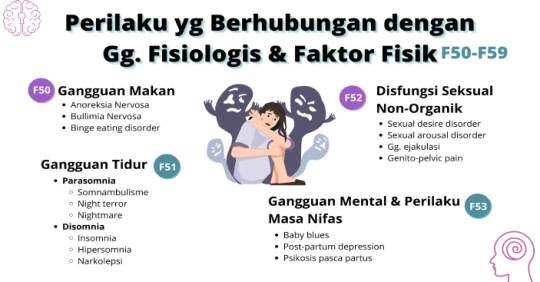 Perilaku yg Berhubungan dengan
Gg. Fisiologis & Faktor Fisik F50-F59
F50 Gangguan Makan
Anoreksia Nervosa
Bullimia Nervosa
Binge eating disorder
Gangguan Tidur F51
Parasomnia
Somnambulisme
Night terror
Nightmare
Disomnia
Insomnia
Hipersomnia
Narkolepsi
F52 Disfungsi Seksual
Non-Organik
Sexual desire disorder
Sexual arousal disorder
Gg. ejakulasi
Genito-pelvic pain
Gangguan Mental & Perilaku F53
Masa Nifas
Baby blues
Post-partum depression
Psikosis pasca partus